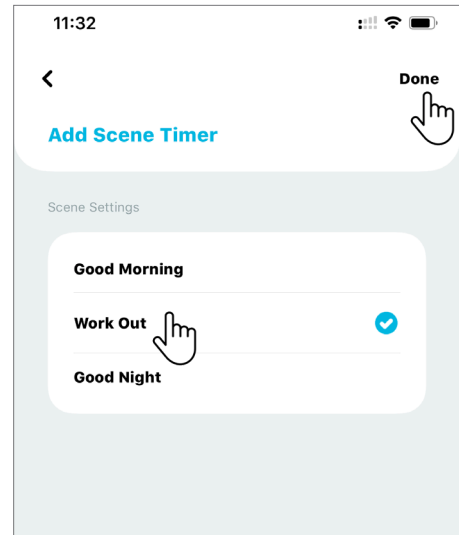 11:32
Done
Add Scene Timer
Scene Settings
Good Morning
Work Out
Good Night